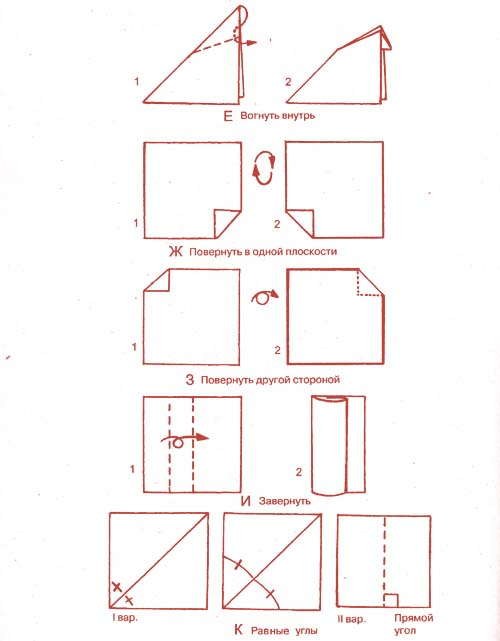 1
2
Е Вогнуть внутрь
1
2
Ж Повернуть в одной плоскости
1
2
З Повернуть другой стороной
1
2
И Завернуть
I вар.
II вар. Прямой
угол
К Равные углы